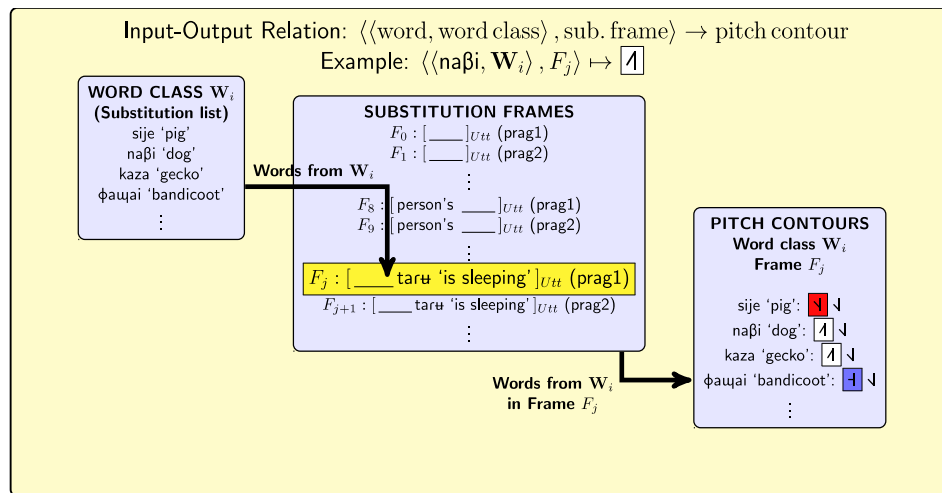 Input-Output Relation: ⟨⟨word, word class⟩ , sub. frame⟩ → pitch contour
Example: ⟨⟨naβi, W_i⟩ , F_j⟩ ↦ ˩˥
WORD CLASS W_i
(Substitution list)
sije ‘pig’
naβi ‘dog’
kaza ‘gecko’
ɸaɰai ‘bandicoot’
⋮
Words from W_i
SUBSTITUTION FRAMES
F_0 : [ ____ ]_Utt (prag1)
F_1 : [ ____ ]_Utt (prag2)
⋮
F_8 : [ person's ____ ]_Utt (prag1)
F_9 : [ person's ____ ]_Utt (prag2)
⋮
F_j : [ ____ taɾʉ ‘is sleeping’ ]_Utt (prag1)
F_{j+1} : [ ____ taɾʉ ‘is sleeping’ ]_Utt (prag2)
⋮
Words from W_i
in Frame F_j
PITCH CONTOURS
Word class W_i
Frame F_j
sije ‘pig’:
naβi ‘dog’:
kaza ‘gecko’:
ɸaɰai ‘bandicoot’:
⋮